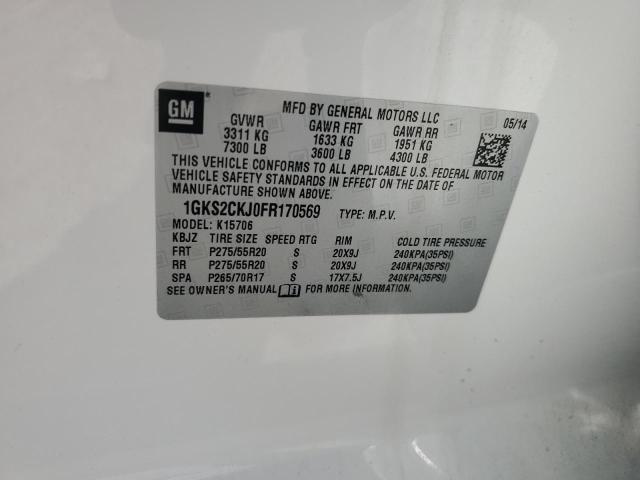 GM
MFD BY GENERAL MOTORS LLC
05/14
GVWR GAWR FRT GAWR RR
3311 KG 1633 KG 1951 KG
7300 LB 3600 LB 4300 LB
THIS VEHICLE CONFORMS TO ALL APPLICABLE U.S. FEDERAL MOTOR
VEHICLE SAFETY STANDARDS IN EFFECT ON THE DATE OF
MANUFACTURE SHOWN ABOVE.
1GKS2CKJ0FR170569 TYPE: M.P.V.
MODEL: K15706
KBJZ TIRE SIZE SPEED RTG RIM COLD TIRE PRESSURE
FRT P275/55R20 S 20X9J 240KPA(35PSI)
RR P275/55R20 S 20X9J 240KPA(35PSI)
SPA P265/70R17 S 17X7.5J 240KPA(35PSI)
SEE OWNER'S MANUAL FOR MORE INFORMATION.